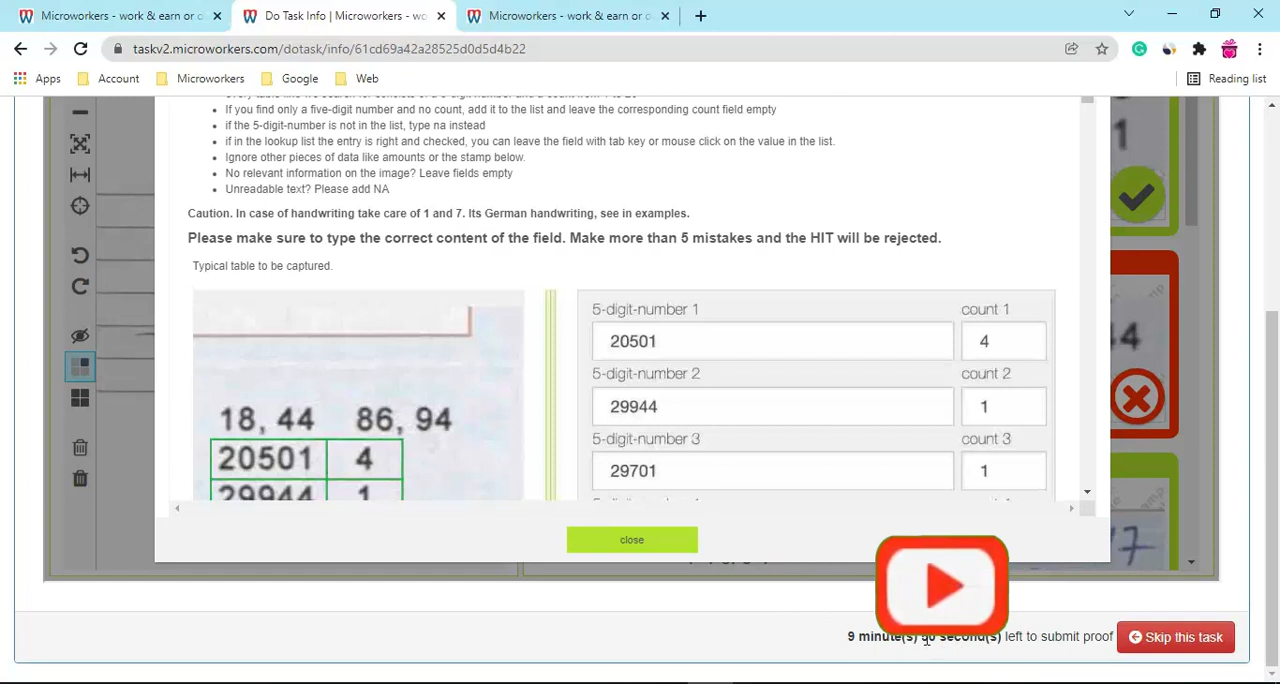 Microworkers - work & earn or c
Do Task Info | Microworkers - wo
Microworkers - work & earn or c
taskv2.microworkers.com/dotask/info/61cd69a42a28525d0d5d4b22
Apps Account Microworkers Google Web Reading list
If you find only a five-digit number and no count, add it to the list and leave the corresponding count field empty
if the 5-digit-number is not in the list, type na instead
if in the lookup list the entry is right and checked, you can leave the field with tab key or mouse click on the value in the list.
Ignore other pieces of data like amounts or the stamp below.
No relevant information on the image? Leave fields empty
Unreadable text? Please add NA
Caution. In case of handwriting take care of 1 and 7. Its German handwriting, see in examples.
Please make sure to type the correct content of the field. Make more than 5 mistakes and the HIT will be rejected.
Typical table to be captured.
5-digit-number 1 count 1
20501 4
5-digit-number 2 count 2
29944 1
5-digit-number 3 count 3
29701 1
18, 44 86, 94
20501 4
29944 1
close
9 minute(s) second(s) left to submit proof
Skip this task